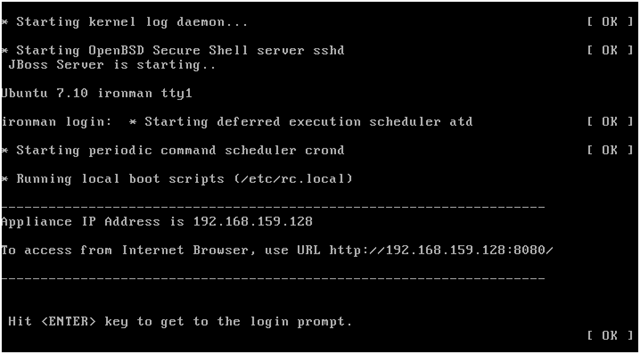 * Starting kernel log daemon... [ OK ]
* Starting OpenBSD Secure Shell server sshd [ OK ]
JBoss Server is starting..
Ubuntu 7.10 ironman tty1
ironman login:  * Starting deferred execution scheduler atd [ OK ]
* Starting periodic command scheduler crond [ OK ]
* Running local boot scripts (/etc/rc.local)
--------------------------------------------------------------------
Appliance IP Address is 192.168.159.128
To access from Internet Browser, use URL http://192.168.159.128:8080/
--------------------------------------------------------------------
Hit <ENTER> key to get to the login prompt.
[ OK ]